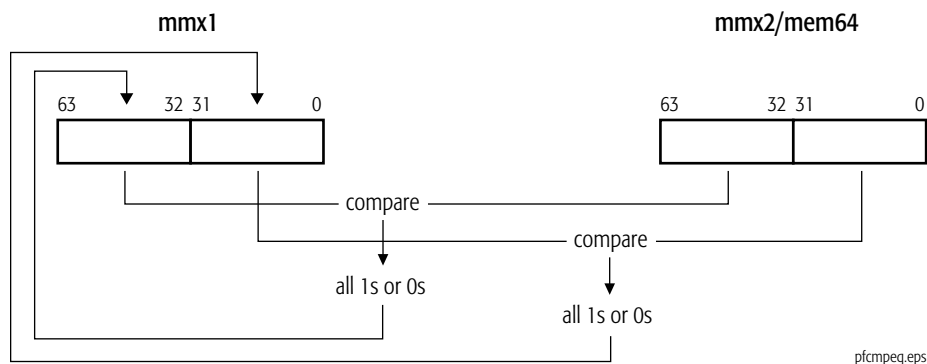 mmx1 mmx2/mem64
63 32 31 0 63 32 31 0
compare
compare
all 1s or 0s
all 1s or 0s
pfcmpeq.eps